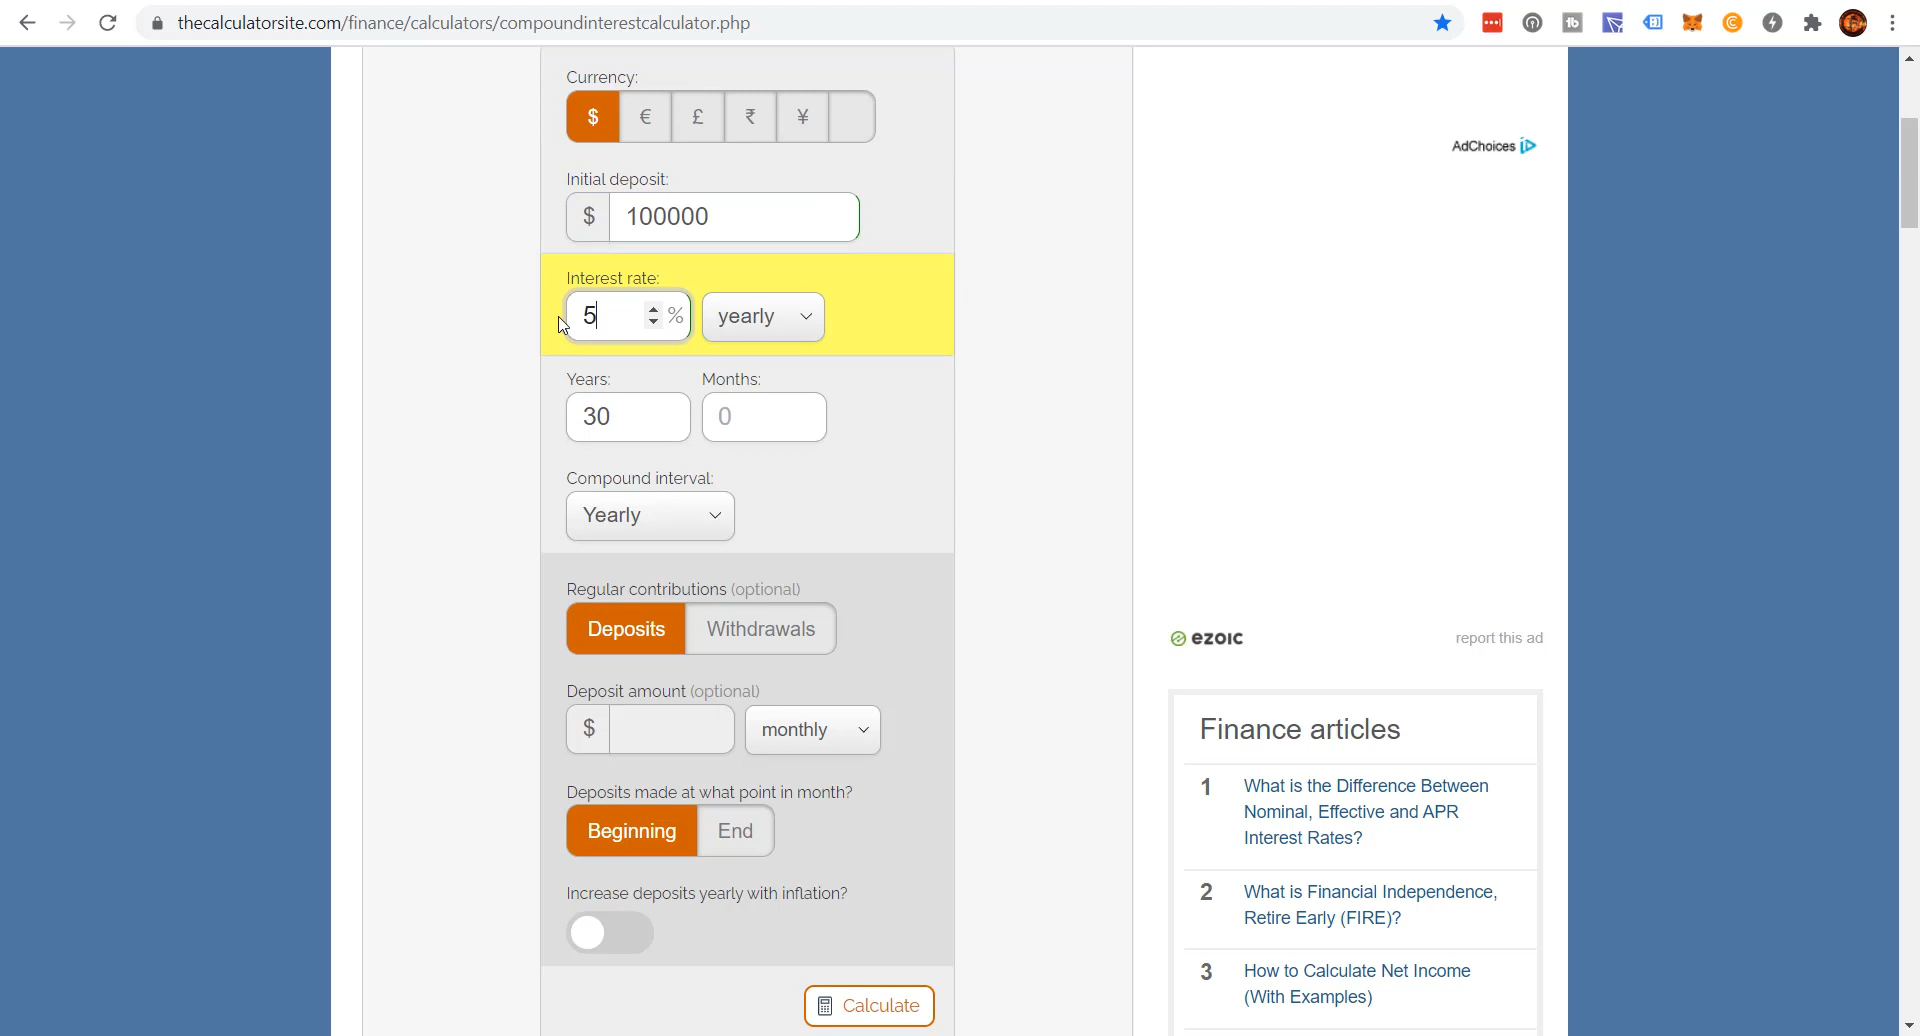 thecalculatorsite.com/finance/calculators/compoundinterestcalculator.php
Currency:
$ € £ ₹ ¥
Initial deposit:
$ 100000
Interest rate:
5 % yearly
Years: Months:
30 0
Compound interval:
Yearly
Regular contributions (optional)
Deposits Withdrawals
Deposit amount (optional)
$ monthly
Deposits made at what point in month?
Beginning End
Increase deposits yearly with inflation?
Calculate
AdChoices
ezoic report this ad
Finance articles
1 What is the Difference Between
Nominal, Effective and APR
Interest Rates?
2 What is Financial Independence,
Retire Early (FIRE)?
3 How to Calculate Net Income
(With Examples)